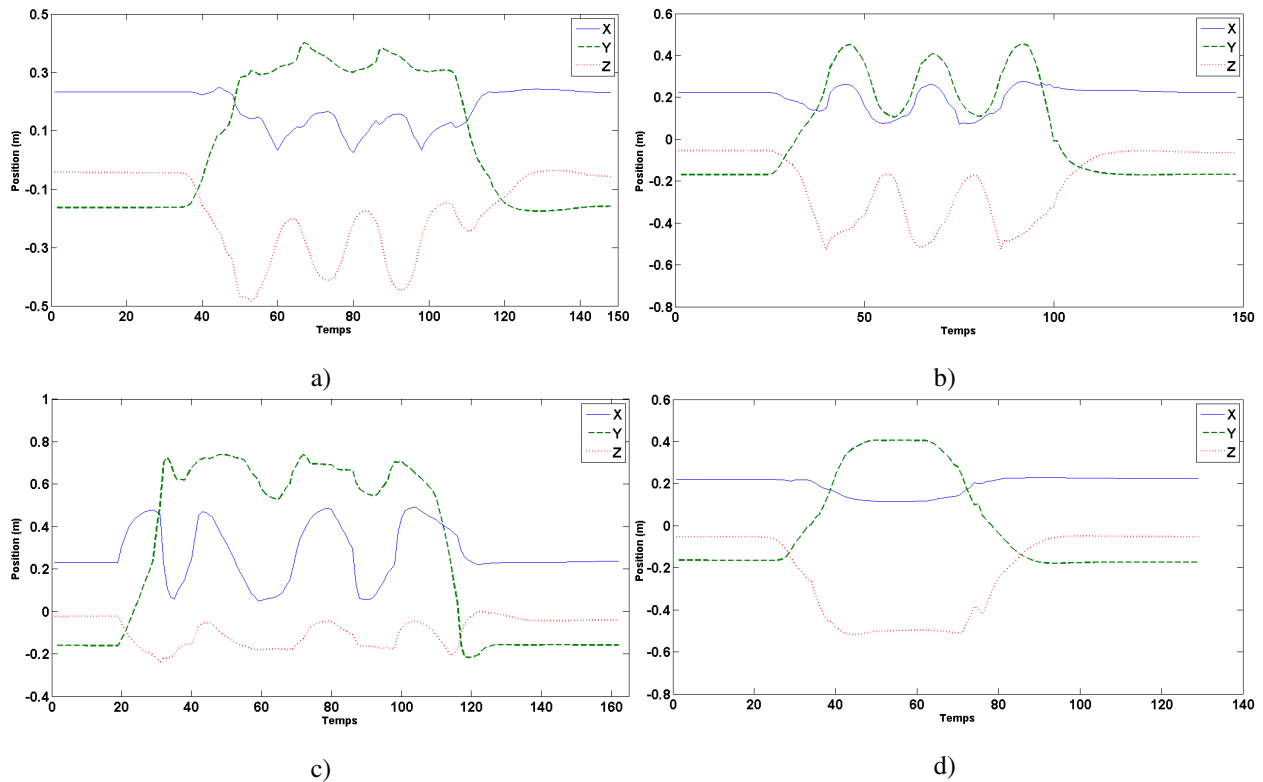 0.5
0.3
0.1
-0.1
-0.3
-0.5
Position (m)
0 20 40 60 80 100 120 140 150
Temps
X
Y
Z
a)
0.6
0.4
0.2
0
-0.2
-0.4
-0.6
-0.8
Position (m)
0 50 100 150
Temps
X
Y
Z
b)
1
0.8
0.6
0.4
0.2
0
-0.2
-0.4
Position (m)
0 20 40 60 80 100 120 140 160
Temps
X
Y
Z
c)
0.6
0.4
0.2
0
-0.2
-0.4
-0.6
-0.8
Position (m)
0 20 40 60 80 100 120 140
Temps
X
Y
Z
d)